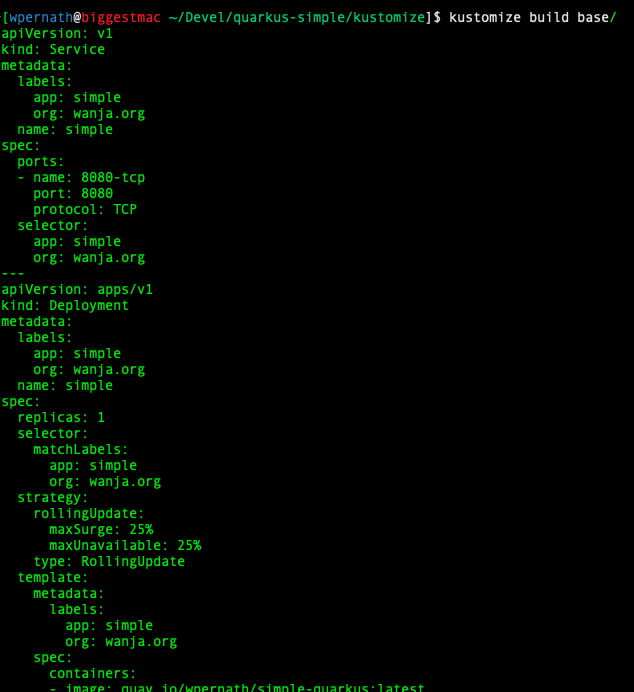 [wpernath@biggestmac ~/Devel/quarkus-simple/kustomize]$ kustomize build base/
apiVersion: v1
kind: Service
metadata:
  labels:
    app: simple
    org: wanja.org
  name: simple
spec:
  ports:
  - name: 8080-tcp
    port: 8080
    protocol: TCP
  selector:
    app: simple
    org: wanja.org
---
apiVersion: apps/v1
kind: Deployment
metadata:
  labels:
    app: simple
    org: wanja.org
  name: simple
spec:
  replicas: 1
  selector:
    matchLabels:
      app: simple
      org: wanja.org
  strategy:
    rollingUpdate:
      maxSurge: 25%
      maxUnavailable: 25%
    type: RollingUpdate
  template:
    metadata:
      labels:
        app: simple
        org: wanja.org
    spec:
      containers:
      - image: quay.io/wpernath/simple-quarkus:latest